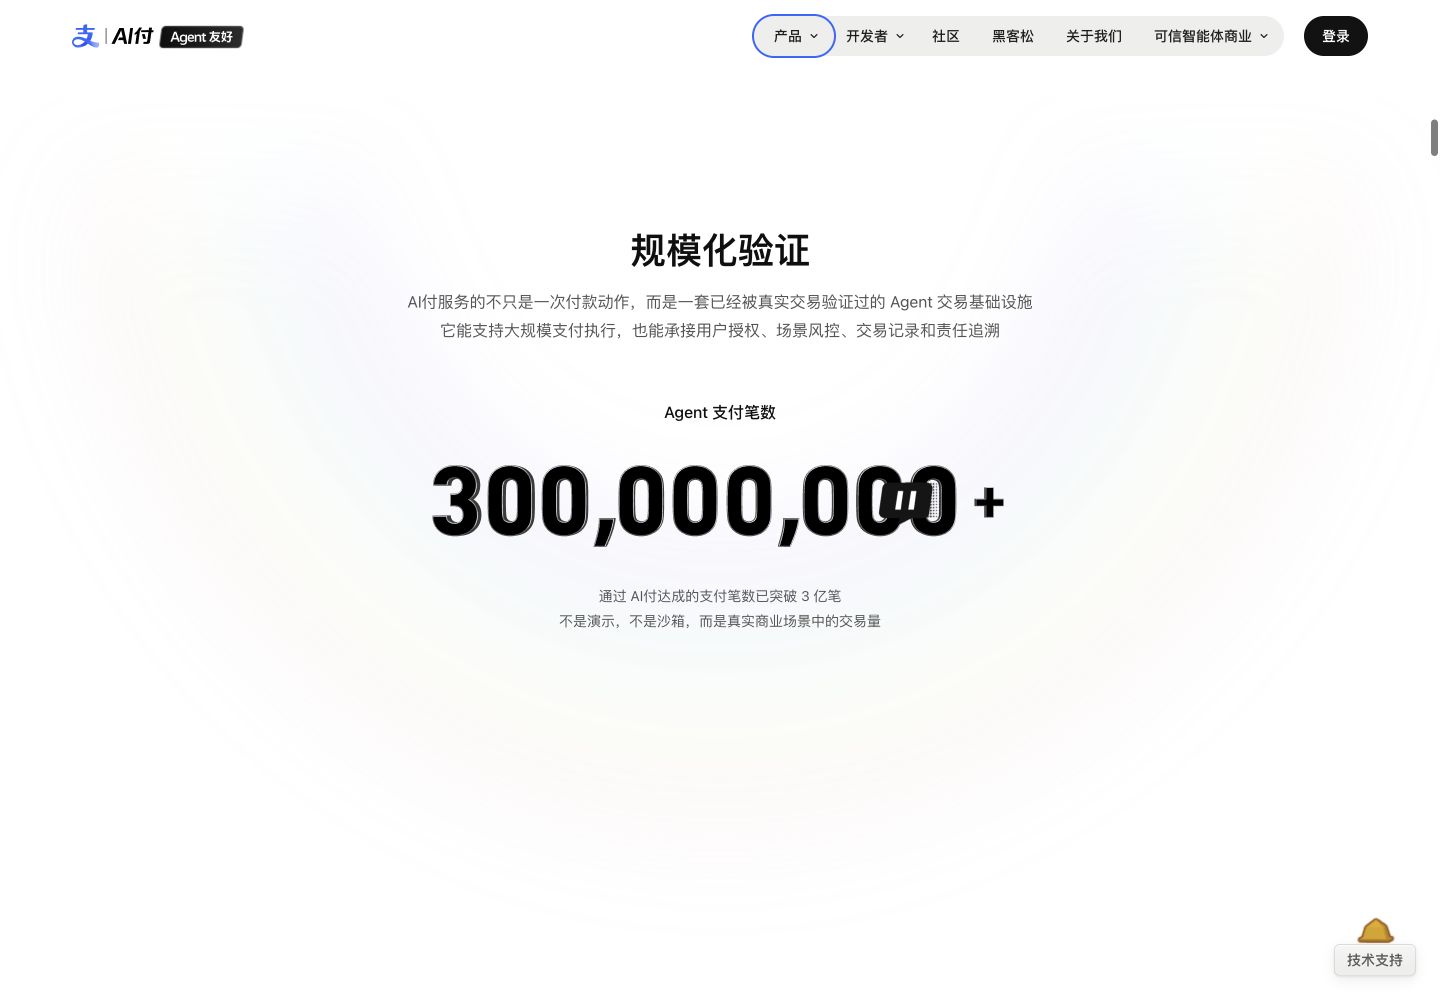 支 AI付 Agent 友好
产品 开发者 社区 黑客松 关于我们 可信智能体商业 登录
规模化验证
AI付服务的不只是一次付款动作，而是一套已经被真实交易验证过的 Agent 交易基础设施
它能支持大规模支付执行，也能承接用户授权、场景风控、交易记录和责任追溯
Agent 支付笔数
300,000,000 +
通过 AI付达成的支付笔数已突破 3 亿笔
不是演示，不是沙箱，而是真实商业场景中的交易量
技术支持